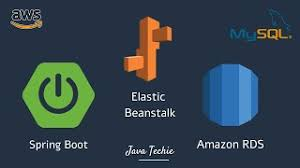 aws
MySQL®
Elastic
Beanstalk
Spring Boot
Amazon RDS
Java Techie